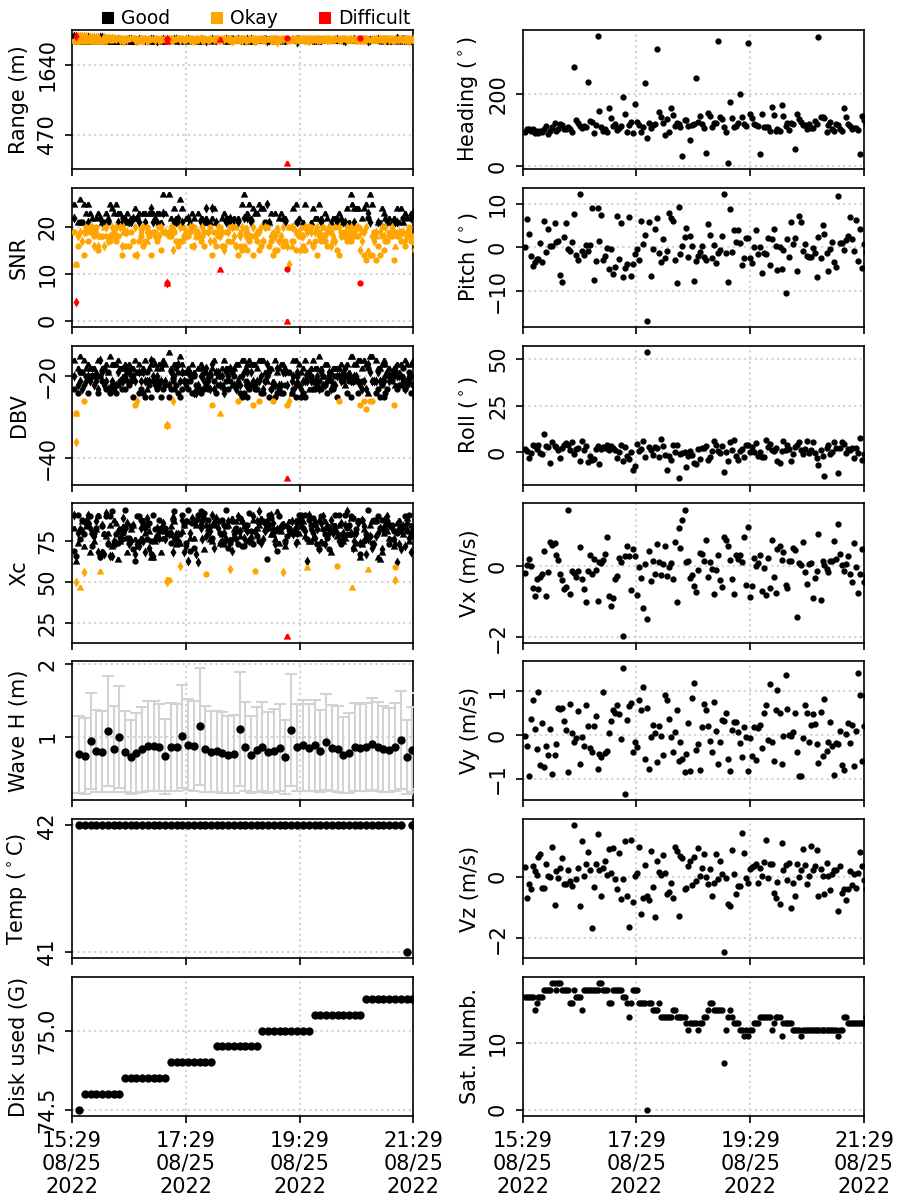 Good Okay Difficult
Range (m)
1640
470
Heading (°)
200
0
SNR
20
10
0
Pitch (°)
10
0
−10
DBV
−20
−40
Roll (°)
50
25
0
Xc
75
50
25
Vx (m/s)
0
−2
Wave H (m)
2
1
Vy (m/s)
1
0
−1
Temp (°C)
42
41
Vz (m/s)
0
−2
Disk used (G)
75.0
74.5
Sat. Numb.
10
0
15:29 17:29 19:29 21:29 15:29 17:29 19:29 21:29
08/25 08/25 08/25 08/25 08/25 08/25 08/25 08/25
2022 2022 2022 2022 2022 2022 2022 2022